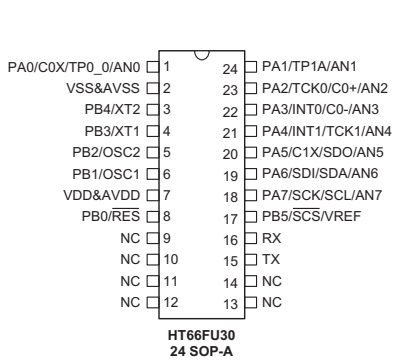 PA0/C0X/TP0_0/AN0 1 24 PA1/TP1A/AN1
VSS&AVSS 2 23 PA2/TCK0/C0+/AN2
PB4/XT2 3 22 PA3/INT0/C0-/AN3
PB3/XT1 4 21 PA4/INT1/TCK1/AN4
PB2/OSC2 5 20 PA5/C1X/SDO/AN5
PB1/OSC1 6 19 PA6/SDI/SDA/AN6
VDD&AVDD 7 18 PA7/SCK/SCL/AN7
PB0/RES 8 17 PB5/SCS/VREF
NC 9 16 RX
NC 10 15 TX
NC 11 14 NC
NC 12 13 NC
HT66FU30
24 SOP-A